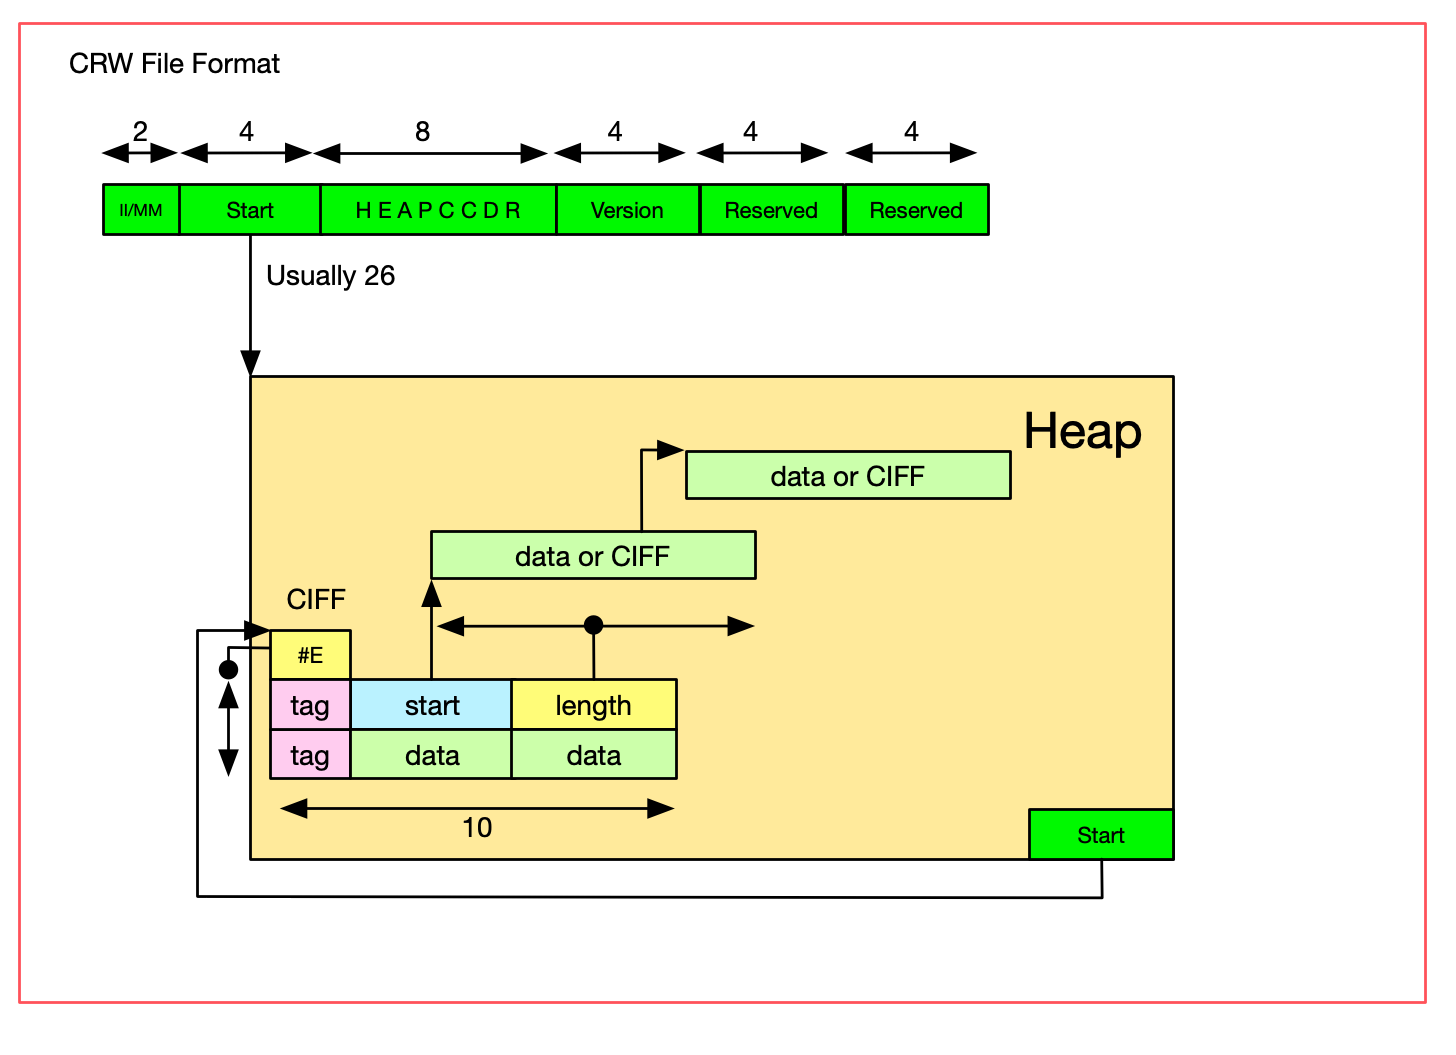 CRW File Format
2 4 8 4 4 4
II/MM Start H E A P C C D R Version Reserved Reserved
Usually 26
Heap
data or CIFF
data or CIFF
CIFF
#E
tag start length
tag data data
10
Start